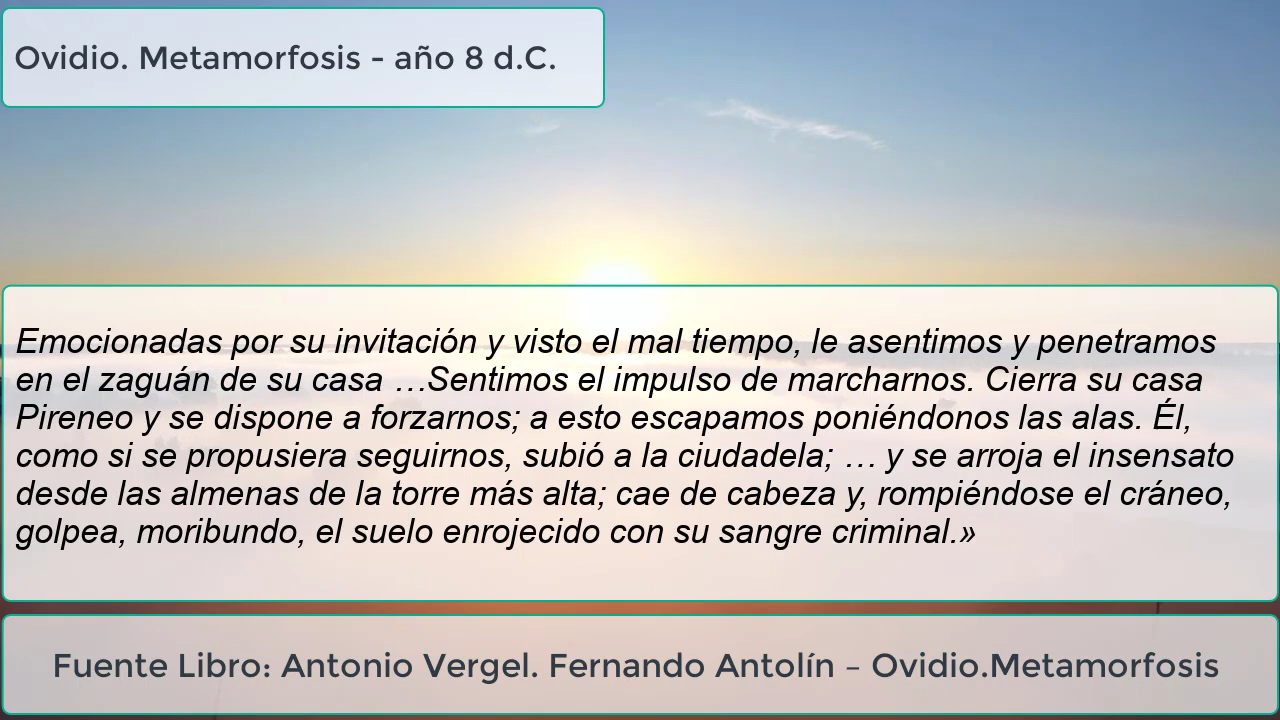 Ovidio. Metamorfosis - año 8 d.C.
Emocionadas por su invitación y visto el mal tiempo, le asentimos y penetramos
en el zaguán de su casa …Sentimos el impulso de marcharnos. Cierra su casa
Pireneo y se dispone a forzarnos; a esto escapamos poniéndonos las alas. Él,
como si se propusiera seguirnos, subió a la ciudadela; … y se arroja el insensato
desde las almenas de la torre más alta; cae de cabeza y, rompiéndose el cráneo,
golpea, moribundo, el suelo enrojecido con su sangre criminal.»
Fuente Libro: Antonio Vergel. Fernando Antolín – Ovidio.Metamorfosis